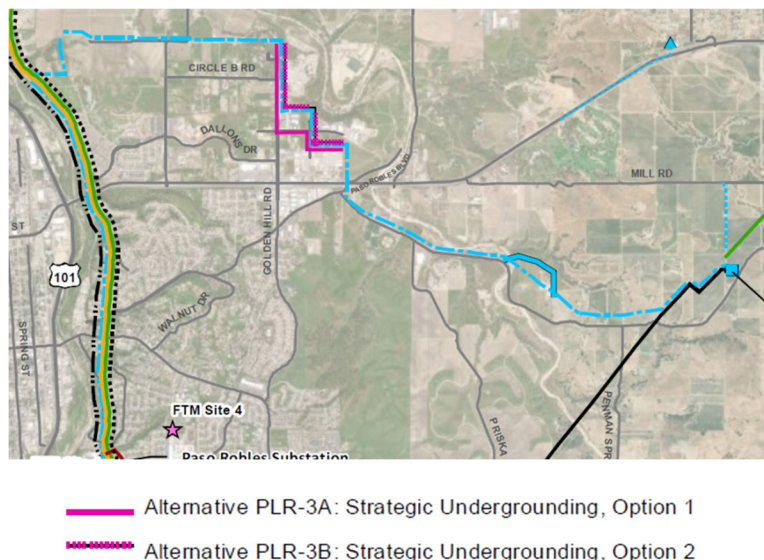 CIRCLE B RD
DALLONS DR
MILL RD
PASO ROBLES BLVD
ST
GOLDEN HILL RD
101
WALNUT DR
SPRING ST
FTM Site 4
Paso Robles Substation
PRISKA
PENMAN SPR
Alternative PLR-3A: Strategic Undergrounding, Option 1
Alternative PLR-3B: Strategic Undergrounding, Option 2